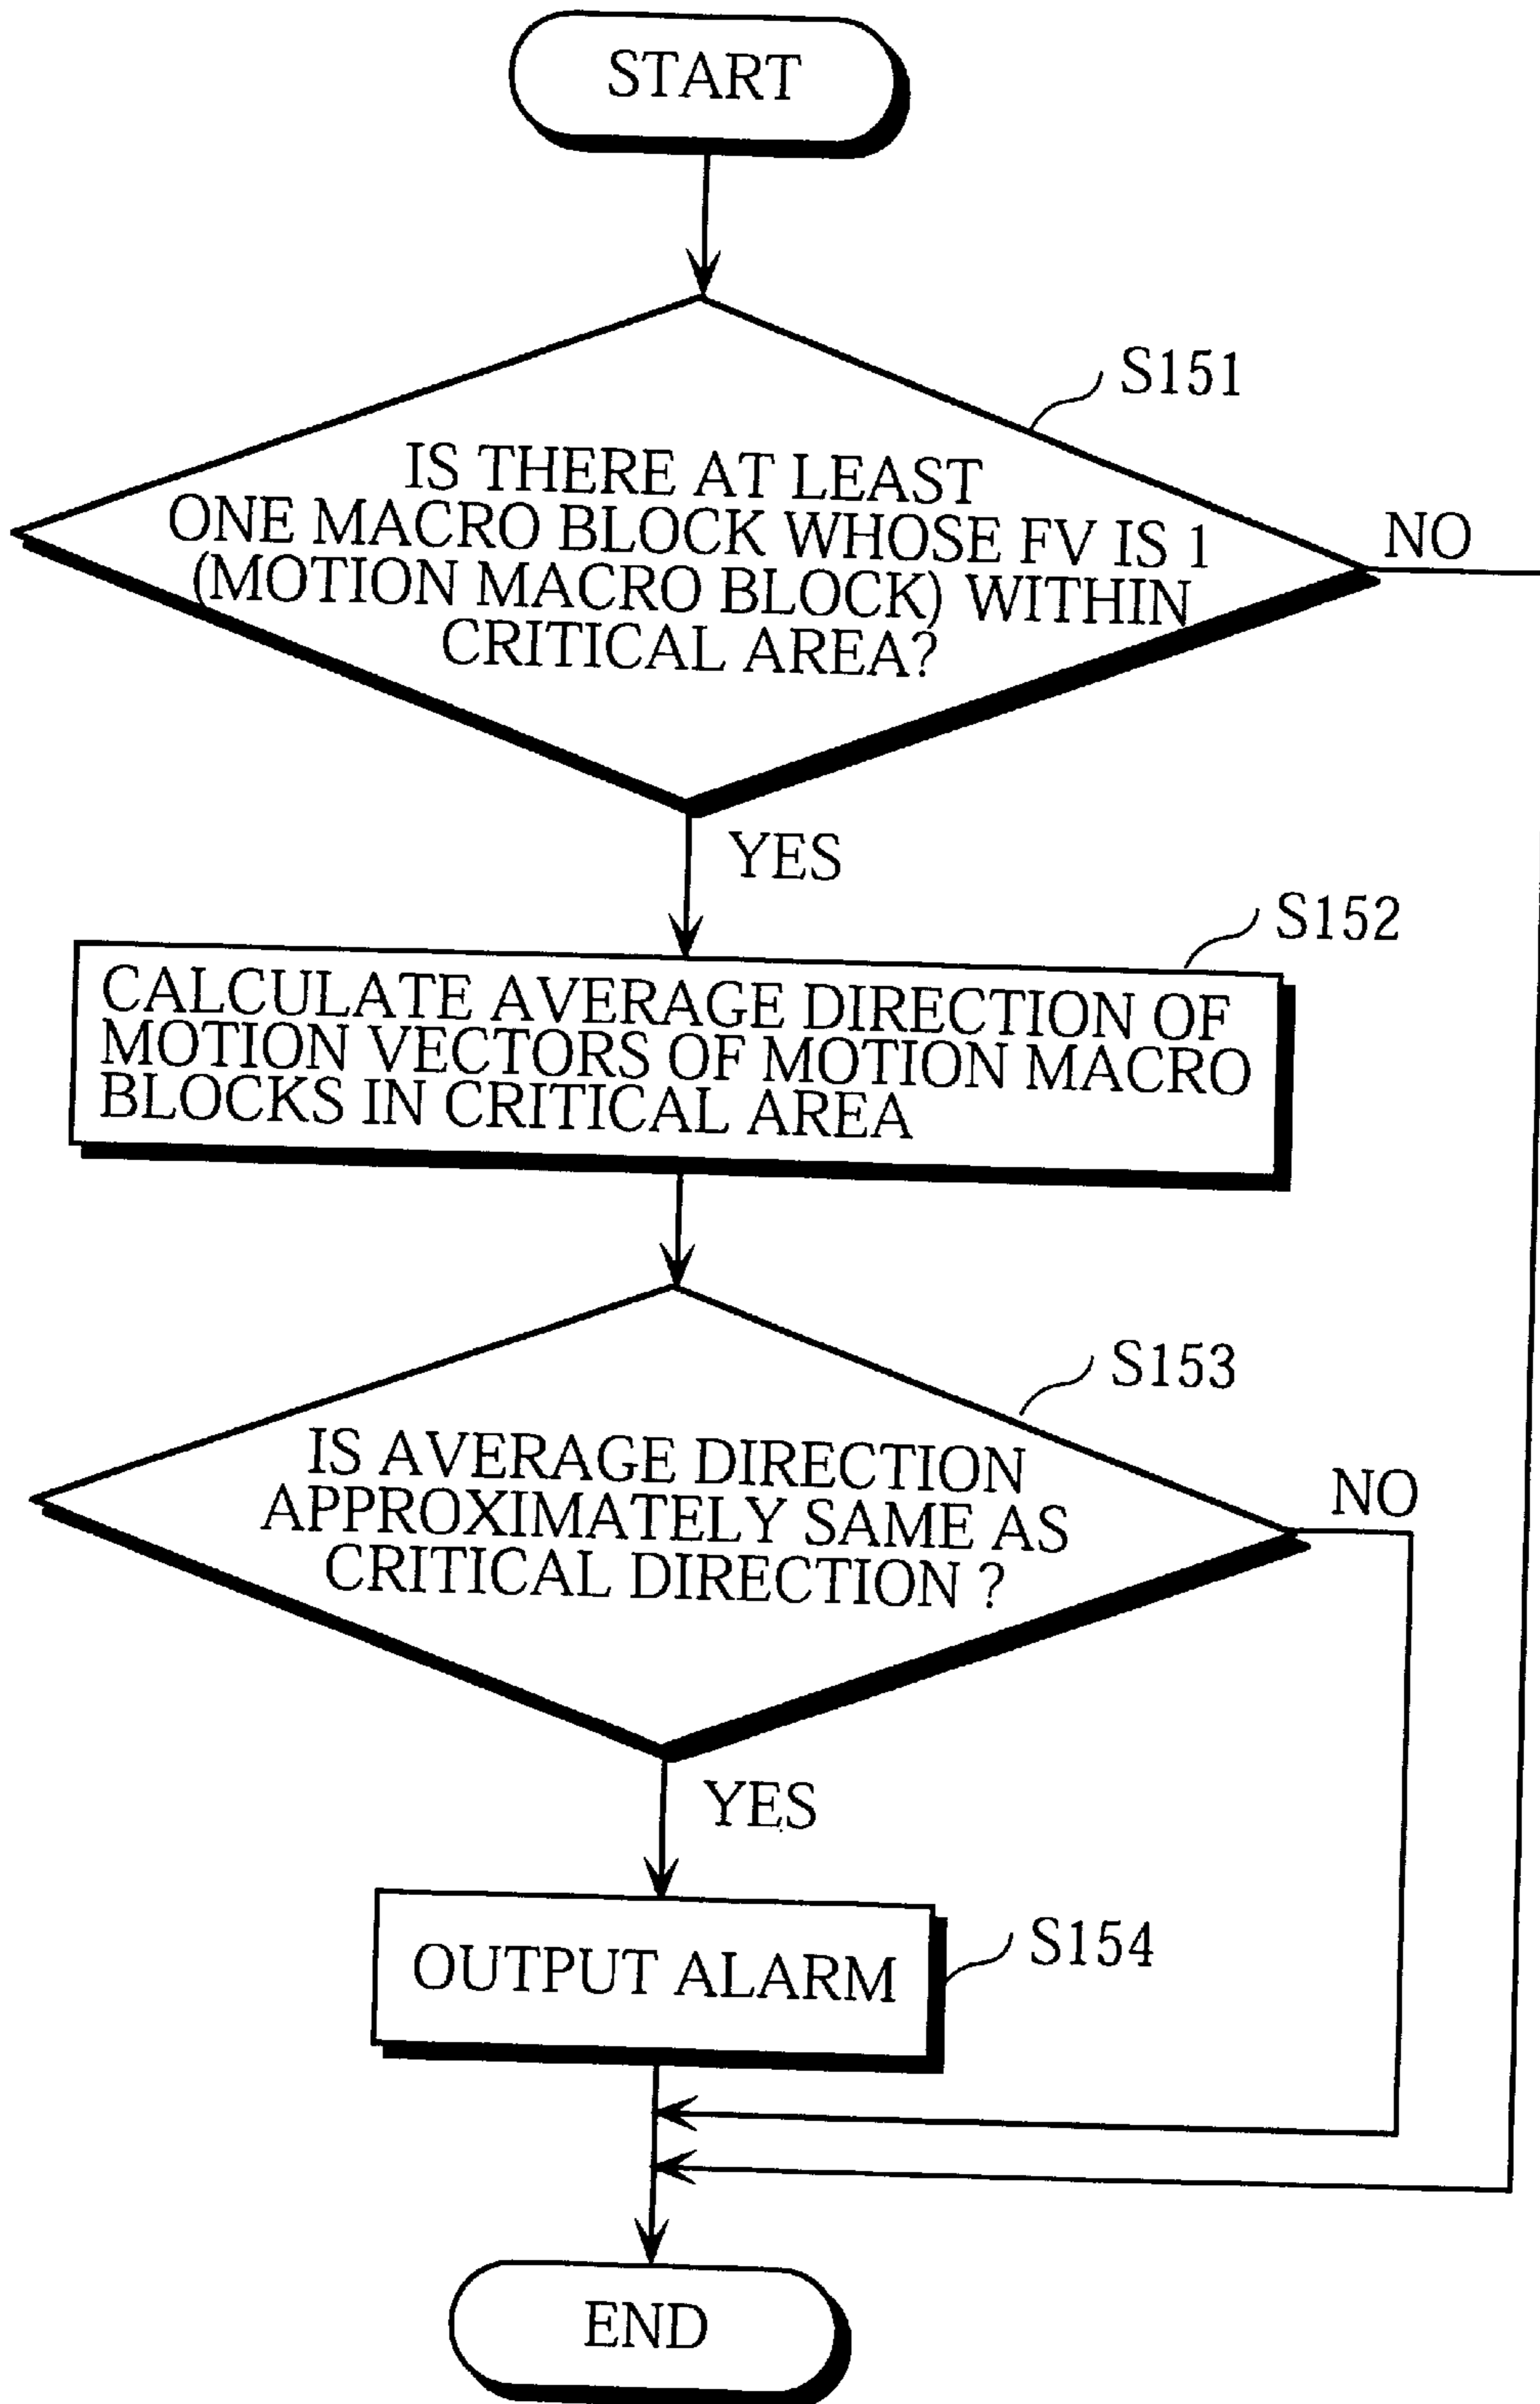 START
S151
IS THERE AT LEAST
ONE MACRO BLOCK WHOSE FV IS 1
(MOTION MACRO BLOCK) WITHIN
CRITICAL AREA?
NO
YES
S152
CALCULATE AVERAGE DIRECTION OF
MOTION VECTORS OF MOTION MACRO
BLOCKS IN CRITICAL AREA
S153
IS AVERAGE DIRECTION
APPROXIMATELY SAME AS
CRITICAL DIRECTION ?
NO
YES
OUTPUT ALARM
S154
END